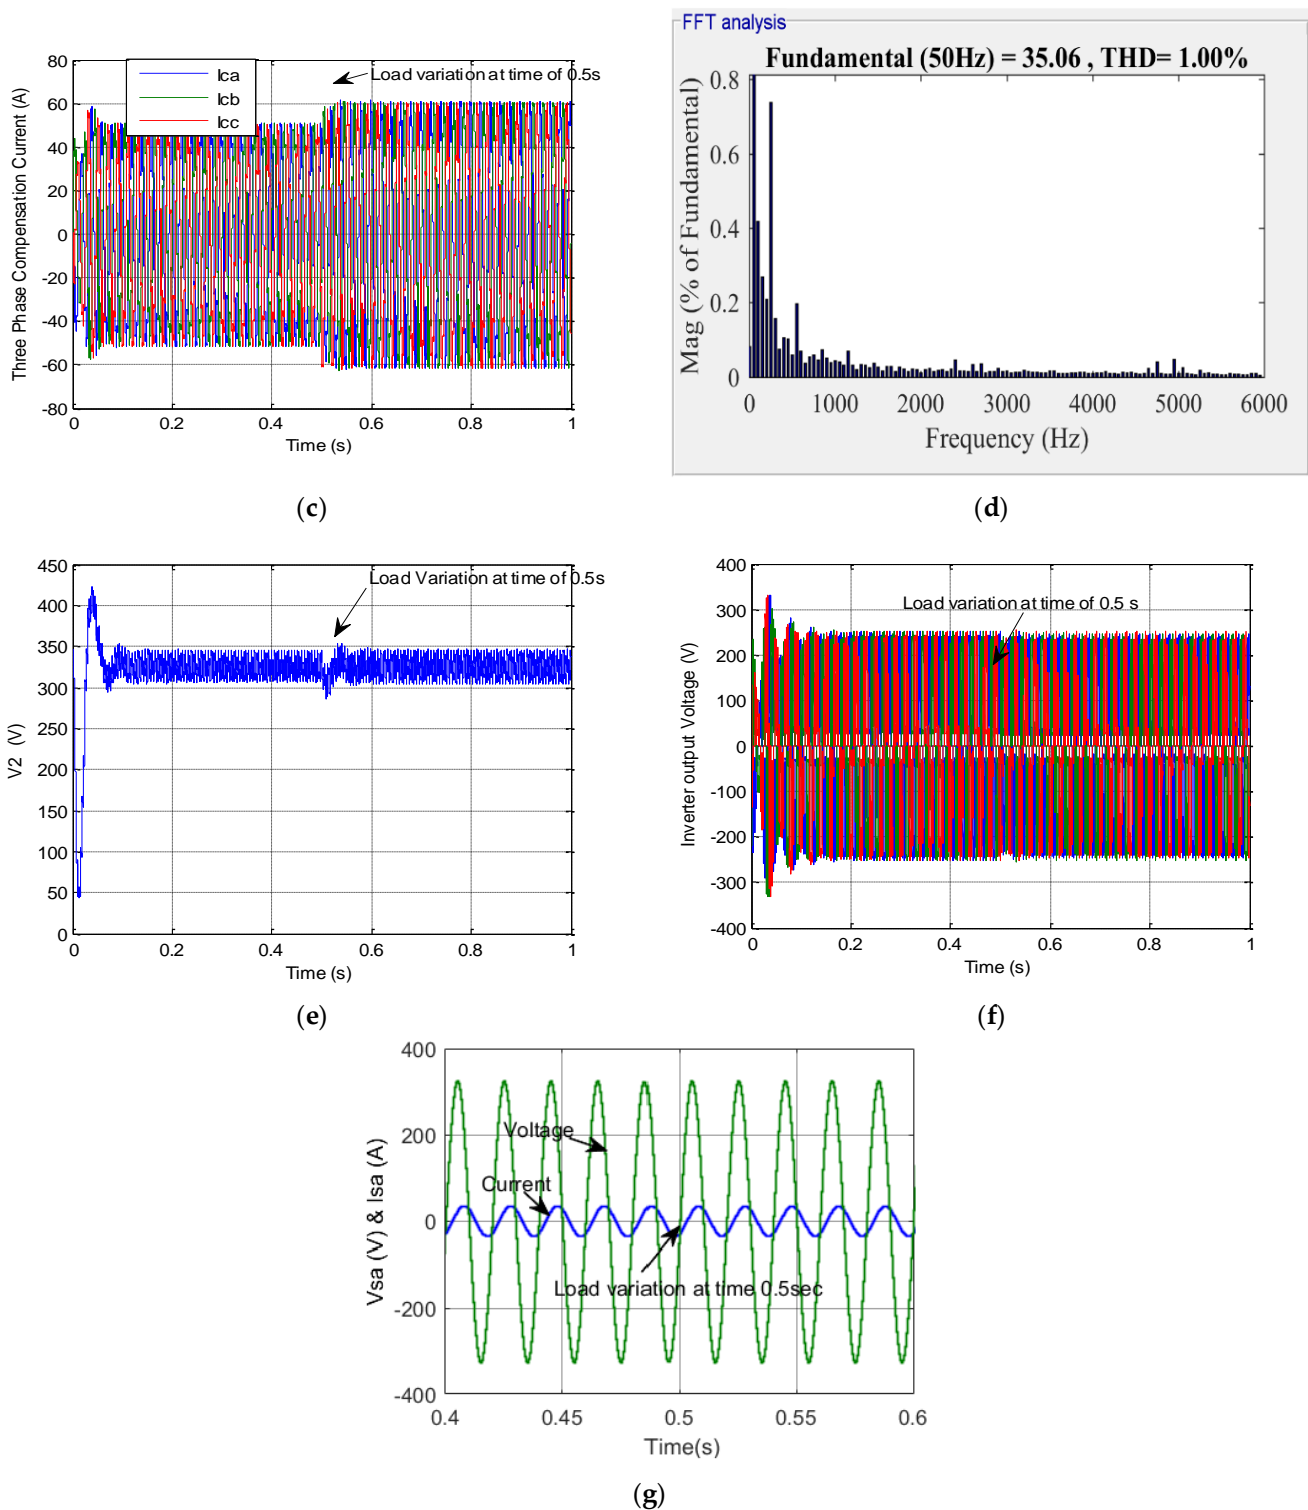 Three Phase Compensation Current (A)
80
60
40
20
0
-20
-40
-60
-80
Ica
Icb
Icc
Load variation at time of 0.5s
0
0.2
0.4
0.6
0.8
1
Time (s)
(c)
FFT analysis
Fundamental (50Hz) = 35.06 , THD= 1.00%
Mag (% of Fundamental)
0.8
0.6
0.4
0.2
0
0
1000
2000
3000
4000
5000
6000
Frequency (Hz)
(d)
V2 (V)
450
400
350
300
250
200
150
100
50
0
Load Variation at time of 0.5s
0
0.2
0.4
0.6
0.8
1
Time (s)
(e)
Inverter output Voltage (V)
400
300
200
100
0
-100
-200
-300
-400
Load variation at time of 0.5 s
0
0.2
0.4
0.6
0.8
1
Time (s)
(f)
Vsa (V) & Isa (A)
400
200
0
-200
-400
Voltage
Current
Load variation at time 0.5sec
0.4
0.45
0.5
0.55
0.6
Time(s)
(g)